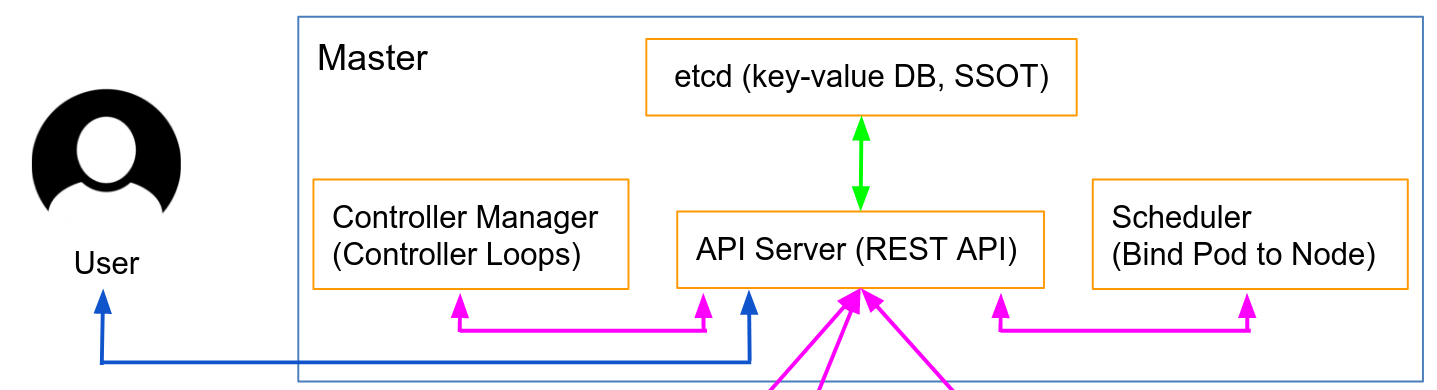 Master
etcd (key-value DB, SSOT)
Controller Manager
(Controller Loops)
API Server (REST API)
Scheduler
(Bind Pod to Node)
User